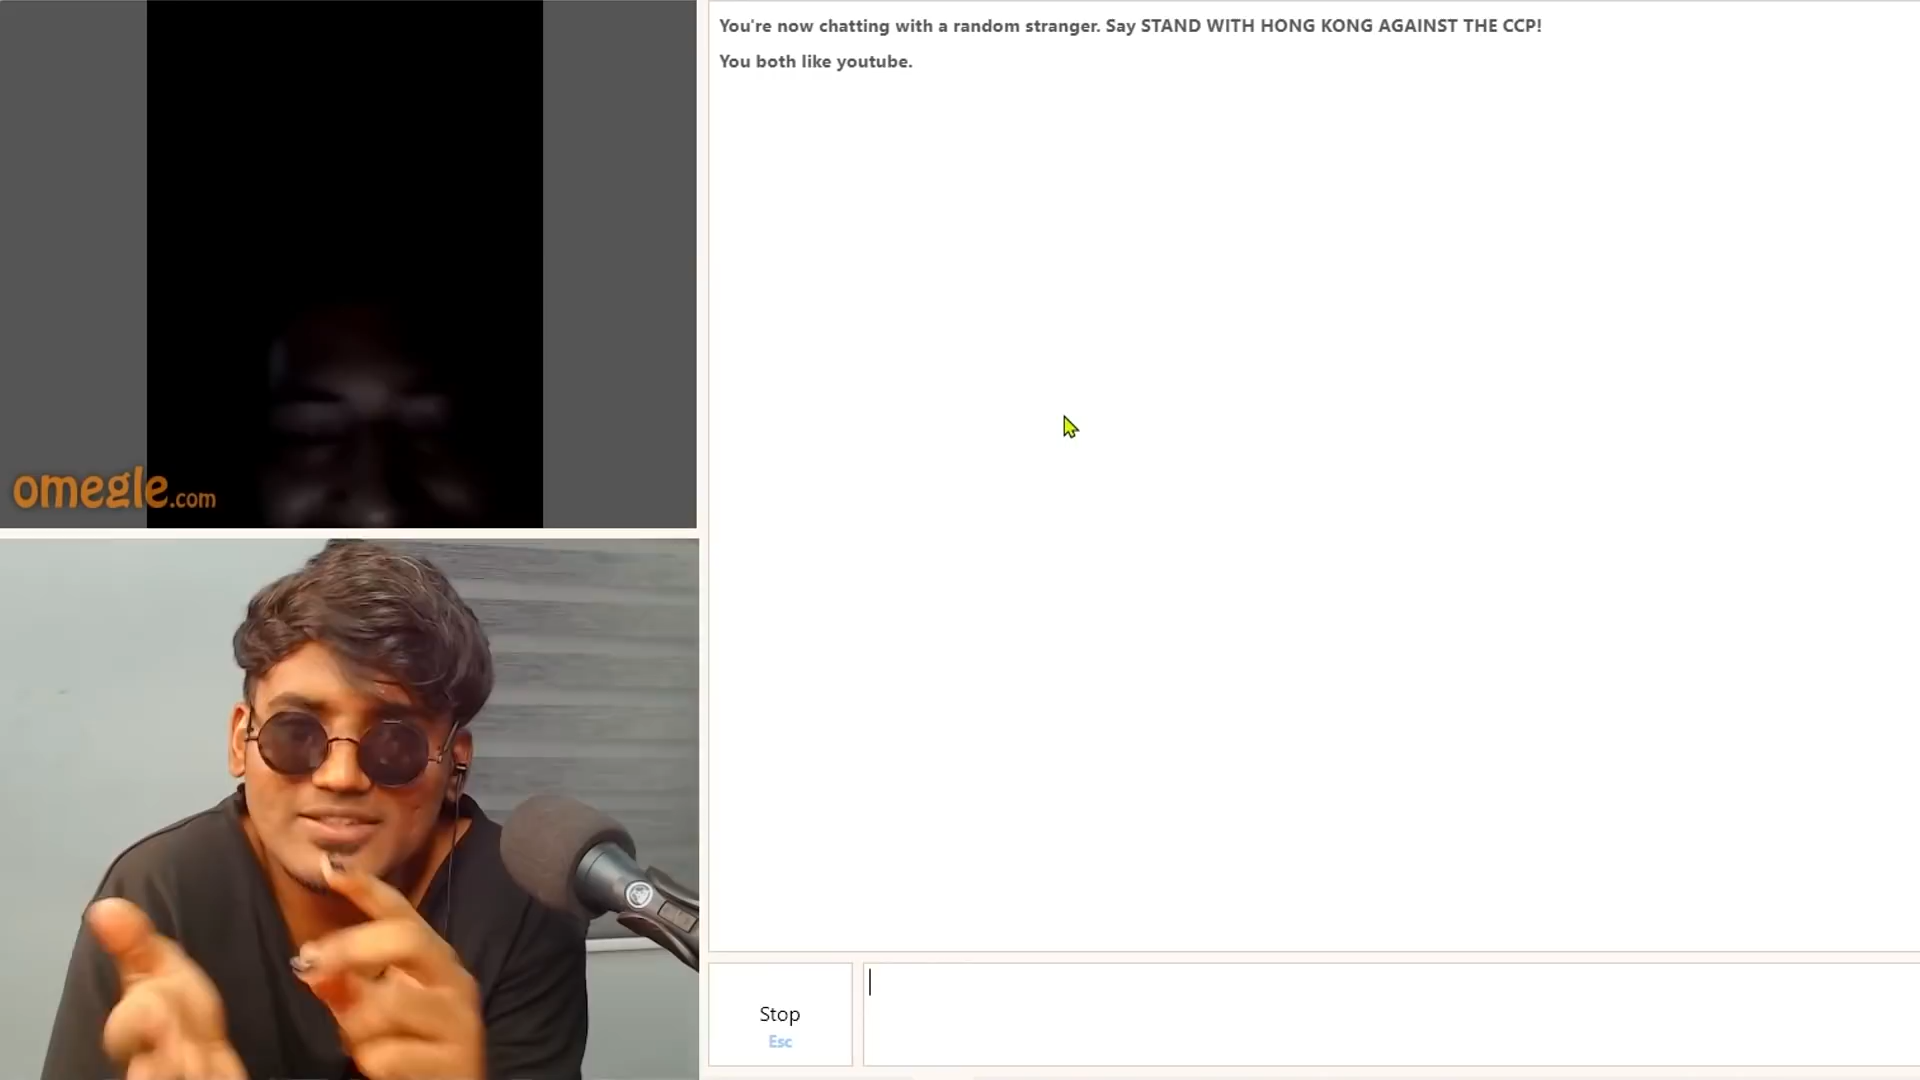 You're now chatting with a random stranger. Say STAND WITH HONG KONG AGAINST THE CCP!
You both like youtube.
omegle.com
Stop
Esc